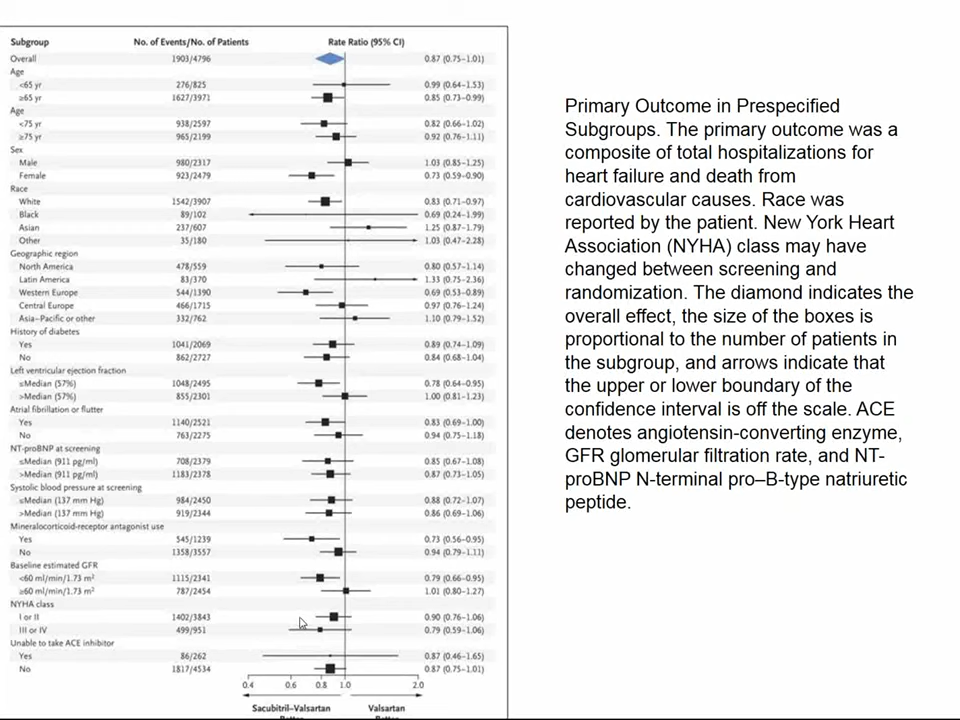 Subgroup No. of Events/No. of Patients Rate Ratio (95% CI)
Overall 1903/4796 0.87 (0.75–1.01)
Age
<65 yr 276/825 0.99 (0.64–1.53)
≥65 yr 1627/3971 0.85 (0.73–0.99)
Age
<75 yr 938/2597 0.82 (0.66–1.02)
≥75 yr 965/2199 0.92 (0.76–1.11)
Sex
Male 980/2317 1.03 (0.85–1.25)
Female 923/2479 0.73 (0.59–0.90)
Race
White 1542/3907 0.83 (0.71–0.97)
Black 89/102 0.69 (0.24–1.99)
Asian 237/607 1.25 (0.87–1.79)
Other 35/180 1.03 (0.47–2.28)
Geographic region
North America 478/559 0.80 (0.57–1.14)
Latin America 83/370 1.33 (0.75–2.36)
Western Europe 544/1390 0.69 (0.53–0.89)
Central Europe 466/1715 0.97 (0.76–1.24)
Asia–Pacific or other 332/762 1.10 (0.79–1.52)
History of diabetes
Yes 1041/2069 0.89 (0.74–1.09)
No 862/2727 0.84 (0.68–1.04)
Left ventricular ejection fraction
≤Median (57%) 1048/2495 0.78 (0.64–0.95)
>Median (57%) 855/2301 1.00 (0.81–1.23)
Atrial fibrillation or flutter
Yes 1140/2521 0.83 (0.69–1.00)
No 763/2275 0.94 (0.75–1.18)
NT-proBNP at screening
≤Median (911 pg/ml) 708/2379 0.85 (0.67–1.08)
>Median (911 pg/ml) 1183/2378 0.87 (0.73–1.05)
Systolic blood pressure at screening
≤Median (137 mm Hg) 984/2450 0.88 (0.72–1.07)
>Median (137 mm Hg) 919/2344 0.86 (0.69–1.06)
Mineralocorticoid-receptor antagonist use
Yes 545/1239 0.73 (0.56–0.95)
No 1358/3557 0.94 (0.79–1.11)
Baseline estimated GFR
<60 ml/min/1.73 m² 1115/2341 0.79 (0.66–0.95)
≥60 ml/min/1.73 m² 787/2454 1.01 (0.80–1.27)
NYHA class
I or II 1402/3843 0.90 (0.76–1.06)
III or IV 499/951 0.79 (0.59–1.06)
Unable to take ACE inhibitor
Yes 86/262 0.87 (0.46–1.65)
No 1817/4534 0.87 (0.75–1.01)
0.4 0.6 0.8 1.0 2.0
Sacubitril–Valsartan Valsartan
Primary Outcome in Prespecified
Subgroups. The primary outcome was a
composite of total hospitalizations for
heart failure and death from
cardiovascular causes. Race was
reported by the patient. New York Heart
Association (NYHA) class may have
changed between screening and
randomization. The diamond indicates the
overall effect, the size of the boxes is
proportional to the number of patients in
the subgroup, and arrows indicate that
the upper or lower boundary of the
confidence interval is off the scale. ACE
denotes angiotensin-converting enzyme,
GFR glomerular filtration rate, and NT-
proBNP N-terminal pro–B-type natriuretic
peptide.